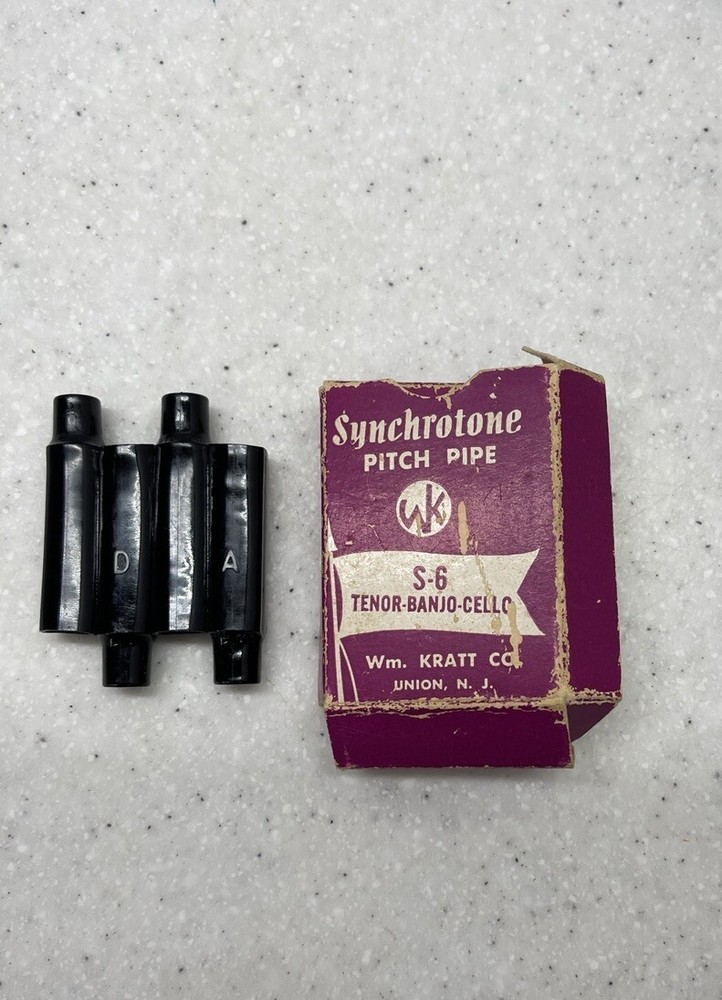 D A
Synchrotone
PITCH PIPE
WK
S-6
TENOR-BANJO-CELLO
Wm. KRATT CO.
UNION, N. J.